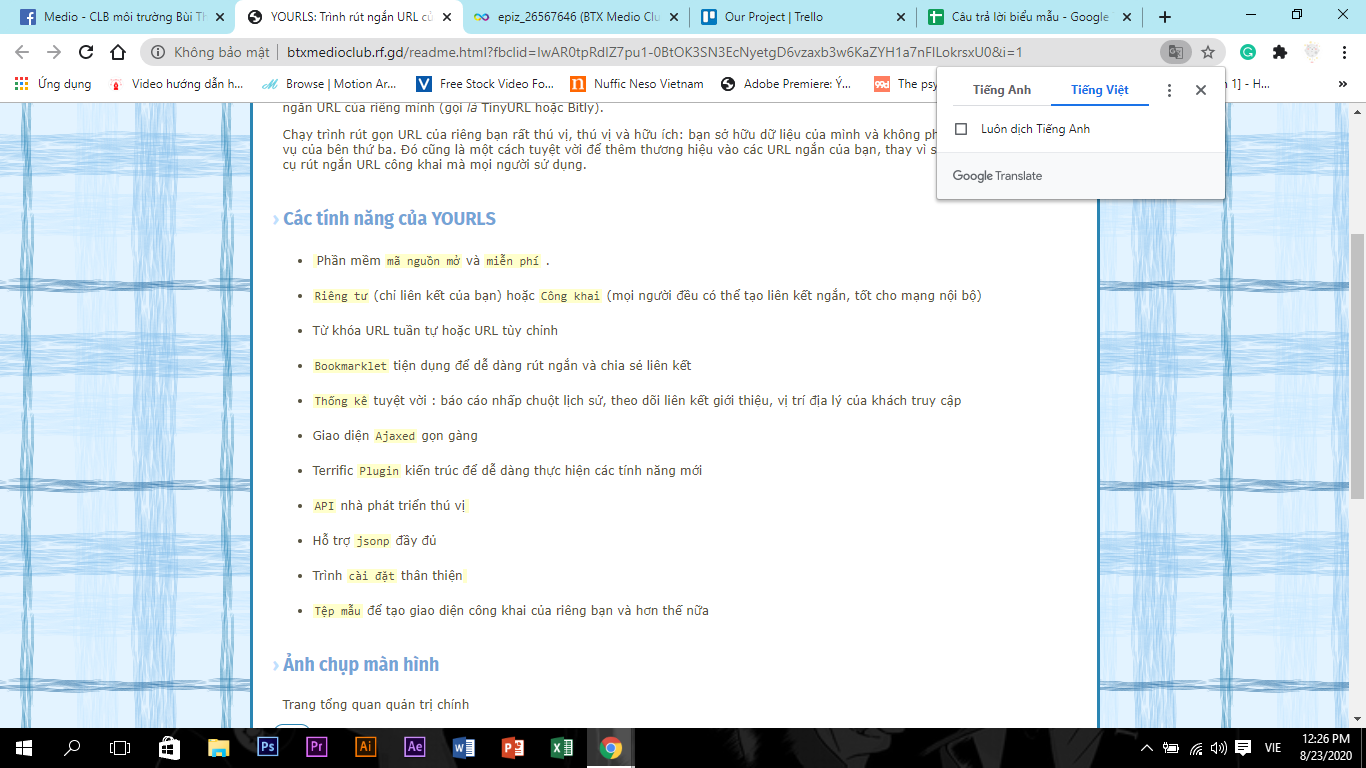 Medio - CLB môi trường Bùi Th
YOURLS: Trình rút ngắn URL củ
epiz_26567646 (BTX Medio Clu
Our Project | Trello
Câu trả lời biểu mẫu - Google
Không bảo mật
btxmedioclub.rf.gd/readme.html?fbclid=IwAR0tpRdIZ7pu1-0BtOK3SN3EcNyetgD6vzaxb3w6KaZYH1a7nFlLokrsxU0&i=1
Ứng dụng
Video hướng dẫn h...
Browse | Motion Ar...
Free Stock Video Fo...
Nuffic Neso Vietnam
Adobe Premiere: Ý...
The psy
1] - H...
»
Tiếng Anh
Tiếng Việt
Luôn dịch Tiếng Anh
Google Translate
ngắn URL của riêng mình (gọi là TinyURL hoặc Bitly).
Chạy trình rút gọn URL của riêng bạn rất thú vị, thú vị và hữu ích: bạn sở hữu dữ liệu của mình và không ph
vụ của bên thứ ba. Đó cũng là một cách tuyệt vời để thêm thương hiệu vào các URL ngắn của bạn, thay vì s
cụ rút ngắn URL công khai mà mọi người sử dụng.
› Các tính năng của YOURLS
• Phần mềm mã nguồn mở và miễn phí .
• Riêng tư (chỉ liên kết của bạn) hoặc Công khai (mọi người đều có thể tạo liên kết ngắn, tốt cho mạng nội bộ)
• Từ khóa URL tuần tự hoặc URL tùy chỉnh
• Bookmarklet tiện dụng để dễ dàng rút ngắn và chia sẻ liên kết
• Thống kê tuyệt vời : báo cáo nhấp chuột lịch sử, theo dõi liên kết giới thiệu, vị trí địa lý của khách truy cập
• Giao diện Ajaxed gọn gàng
• Terrific Plugin kiến trúc để dễ dàng thực hiện các tính năng mới
• API nhà phát triển thú vị
• Hỗ trợ jsonp đầy đủ
• Trình cài đặt thân thiện
• Tệp mẫu để tạo giao diện công khai của riêng bạn và hơn thế nữa
› Ảnh chụp màn hình
Trang tổng quan quản trị chính
Ps
Pr
Ai
Ae
VIE
12:26 PM
8/23/2020